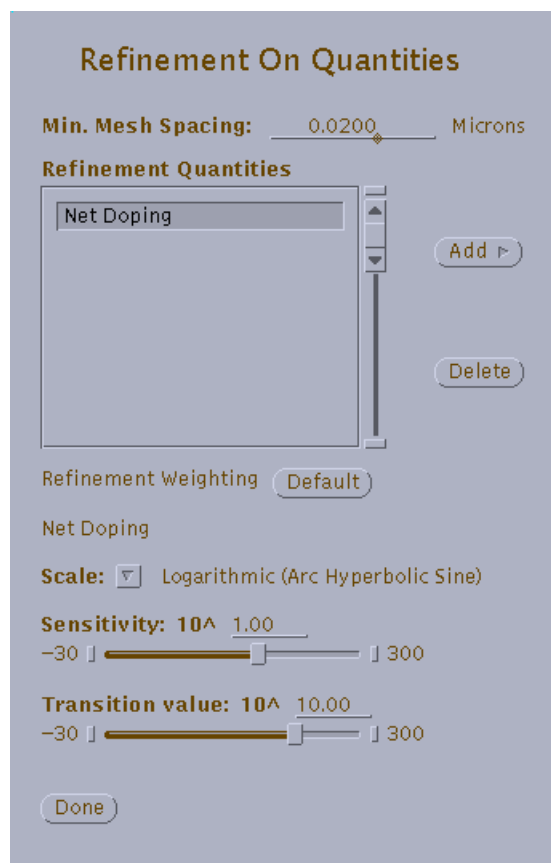 Refinement On Quantities
Min. Mesh Spacing: 0.0200 Microns
Refinement Quantities
Net Doping
Add
Delete
Refinement Weighting Default
Net Doping
Scale: Logarithmic (Arc Hyperbolic Sine)
Sensitivity: 10^ 1.00
-30 300
Transition value: 10^ 10.00
-30 300
Done